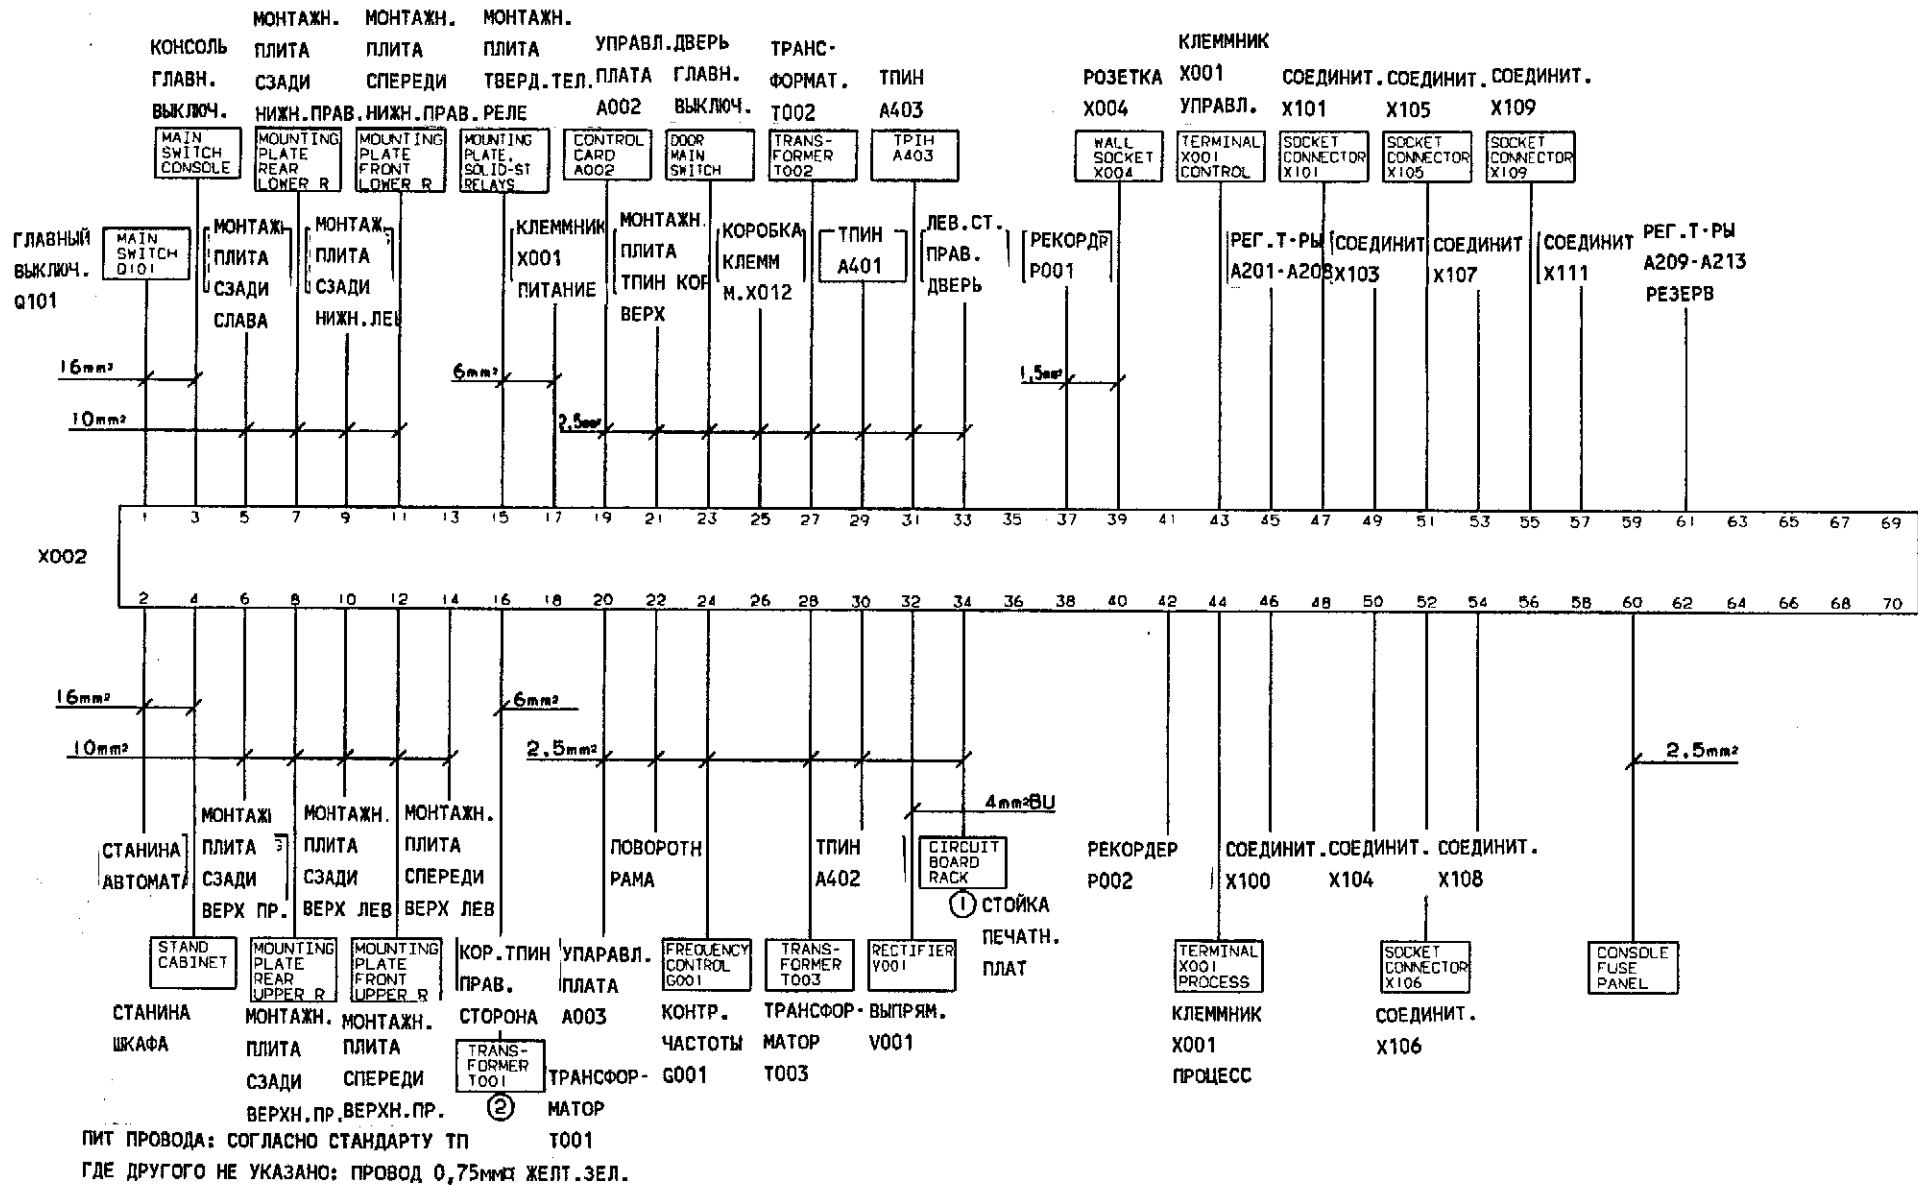 КОНСОЛЬ
ГЛАВН.
ВЫКЛЮЧ.
МОНТАЖН.
ПЛИТА
СЗАДИ
НИЖН.ПРАВ.
МОНТАЖН.
ПЛИТА
СПЕРЕДИ
НИЖН.ПРАВ.
МОНТАЖН.
ПЛИТА
ТВЕРД.ТЕЛ.
РЕЛЕ
УПРАВЛ.
ПЛАТА
A002
ДВЕРЬ
ГЛАВН.
ВЫКЛЮЧ.
ТРАНС-
ФОРМАТ.
T002
ТПИН
A403
РОЗЕТКА
X004
КЛЕММНИК
X001
УПРАВЛ.
СОЕДИНИТ.
X101
СОЕДИНИТ.
X105
СОЕДИНИТ.
X109
MAIN
SWITCH
CONSOLE
MOUNTING
PLATE
REAR
LOWER R
MOUNTING
PLATE
FRONT
LOWER R
MOUNTING
PLATE.
SOLID-ST
RELAYS
CONTROL
CARD
A002
DOOR
MAIN
SWITCH
TRANS-
FORMER
T002
TPIH
A403
WALL
SOCKET
X004
TERMINAL
X001
CONTROL
SOCKET
CONNECTOR
X101
SOCKET
CONNECTOR
X105
SOCKET
CONNECTOR
X109
ГЛАВНЫЙ
ВЫКЛЮЧ.
Q101
MAIN
SWITCH
Q101
МОНТАЖ
ПЛИТА
СЗАДИ
СЛАВА
МОНТАЖ
ПЛИТА
СЗАДИ
НИЖН.ЛЕВ
КЛЕММНИК
X001
ПИТАНИЕ
МОНТАЖН.
ПЛИТА
ТПИН КОР
ВЕРХ
КОРОБКА
КЛЕММ
М.X012
ТПИН
A401
ЛЕВ.СТ.
ПРАВ.
ДВЕРЬ
РЕКОРДР
P001
РЕГ.Т-РЫ
A201-A208
СОЕДИНИТ
X103
СОЕДИНИТ
X107
СОЕДИНИТ
X111
РЕГ.Т-РЫ
A209-A213
РЕЗЕРВ
16mm²
6mm²
1,5mm²
10mm²
2,5mm²
1 3 5 7 9 11 13 15 17 19 21 23 25 27 29 31 33 35 37 39 41 43 45 47 49 51 53 55 57 59 61 63 65 67 69
X002
2 4 6 8 10 12 14 16 18 20 22 24 26 28 30 32 34 36 38 40 42 44 46 48 50 52 54 56 58 60 62 64 66 68 70
16mm²
6mm²
10mm²
2,5mm²
2,5mm²
4mm²BU
СТАНИНА
АВТОМАТА
МОНТАЖ
ПЛИТА
СЗАДИ
ВЕРХ ПР.
МОНТАЖН.
ПЛИТА
СЗАДИ
ВЕРХ ЛЕВ
МОНТАЖН.
ПЛИТА
СПЕРЕДИ
ВЕРХ ЛЕВ
ПОВОРОТН
РАМА
ТПИН
A402
CIRCUIT
BOARD
RACK
1
СТОЙКА
ПЕЧАТН.
ПЛАТ
РЕКОРДЕР
P002
СОЕДИНИТ.
X100
СОЕДИНИТ.
X104
СОЕДИНИТ.
X108
STAND
CABINET
MOUNTING
PLATE
REAR
UPPER R
MOUNTING
PLATE
FRONT
UPPER R
КОР.ТПИН
ПРАВ.
СТОРОНА
УПАРАВЛ.
ПЛАТА
A003
FREQUENCY
CONTROL
G001
TRANS-
FORMER
T003
RECTIFIER
V001
TERMINAL
X001
PROCESS
SOCKET
CONNECTOR
X106
CONSOLE
FUSE
PANEL
СТАНИНА
ШКАФА
МОНТАЖН.
ПЛИТА
СЗАДИ
ВЕРХН.ПР.
МОНТАЖН.
ПЛИТА
СПЕРЕДИ
ВЕРХН.ПР.
TRANS-
FORMER
T001
2
ТРАНСФОР-
МАТОР
T001
КОНТР.
ЧАСТОТЫ
G001
ТРАНСФОР-
МАТОР
T003
ВЫПРЯМ.
V001
КЛЕММНИК
X001
ПРОЦЕСС
СОЕДИНИТ.
X106
ПИТ ПРОВОДА: СОГЛАСНО СТАНДАРТУ ТП
ГДЕ ДРУГОГО НЕ УКАЗАНО: ПРОВОД 0,75мм ЖЕЛТ.ЗЕЛ.